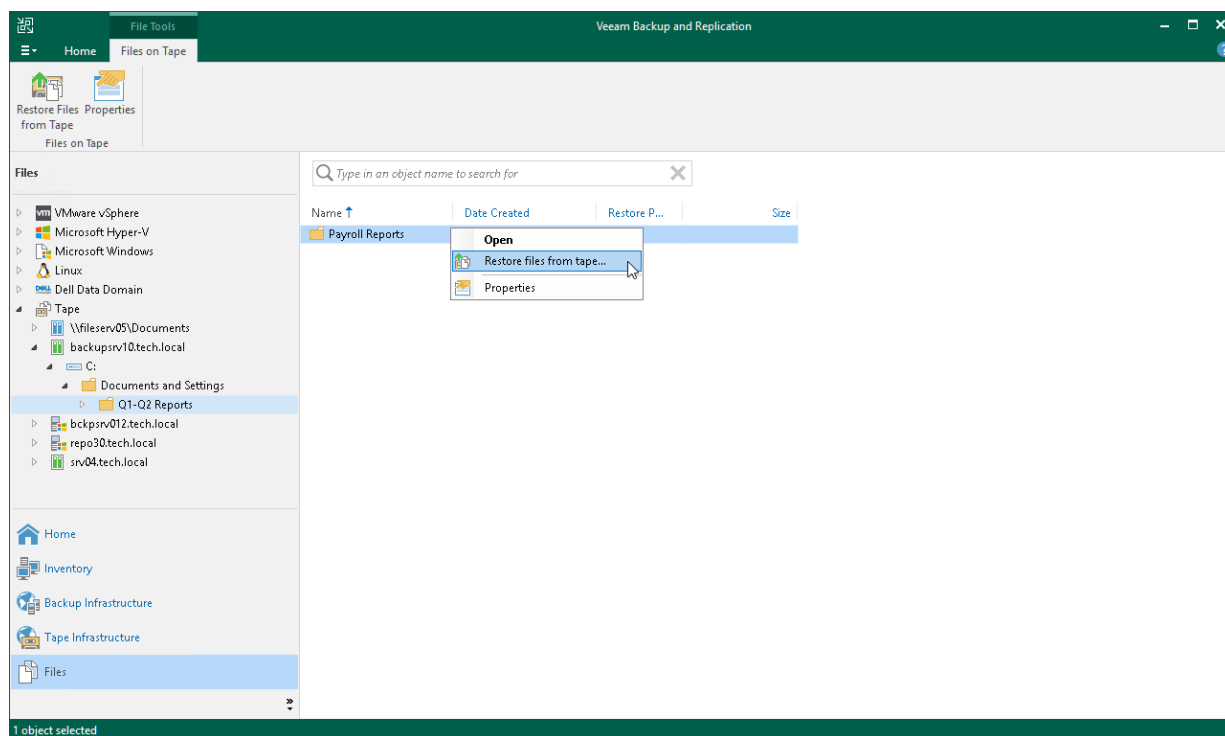 File Tools
Veeam Backup and Replication
Home
Files on Tape
Restore Files from Tape
Properties
Files on Tape
Files
Type in an object name to search for
VMware vSphere
Microsoft Hyper-V
Microsoft Windows
Linux
Dell Data Domain
Tape
\\fileserv05\Documents
backupsrv10.tech.local
C:
Documents and Settings
Q1-Q2 Reports
bckpsrv012.tech.local
repo30.tech.local
srv04.tech.local
Name
Date Created
Restore P...
Size
Payroll Reports
Open
Restore files from tape...
Properties
Home
Inventory
Backup Infrastructure
Tape Infrastructure
Files
1 object selected